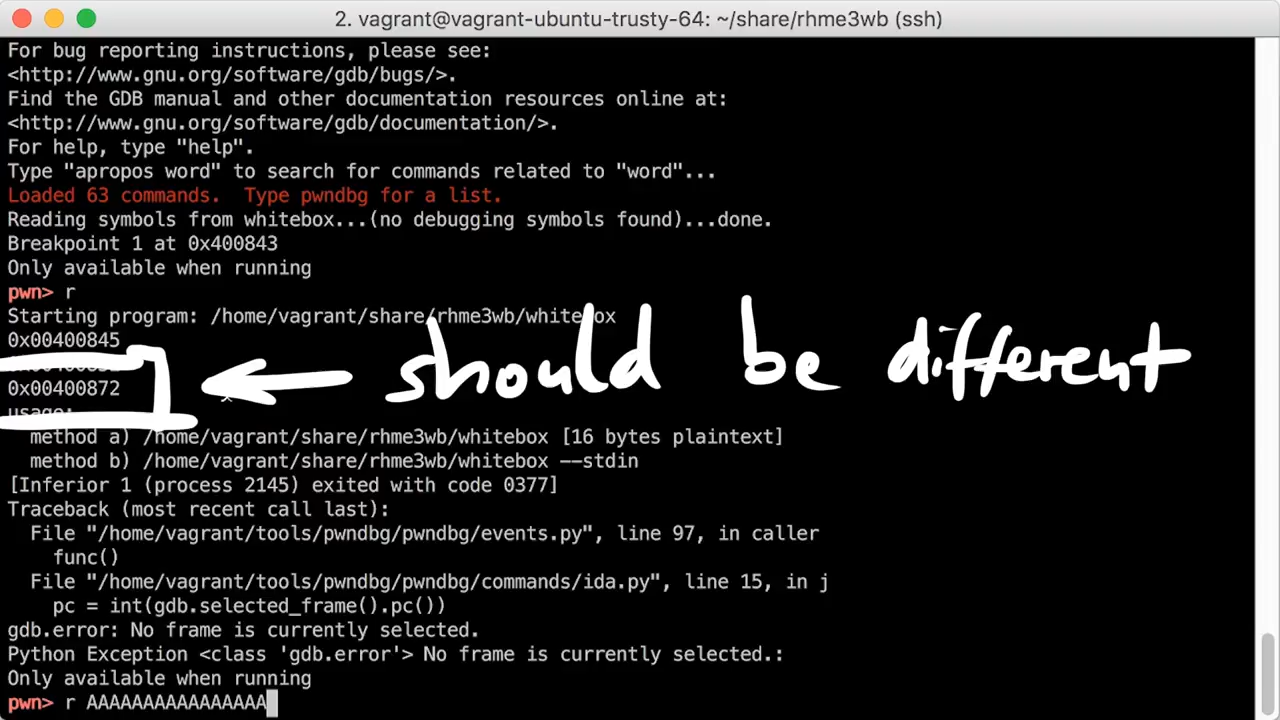 2. vagrant@vagrant-ubuntu-trusty-64: ~/share/rhme3wb (ssh)
For bug reporting instructions, please see:
<http://www.gnu.org/software/gdb/bugs/>.
Find the GDB manual and other documentation resources online at:
<http://www.gnu.org/software/gdb/documentation/>.
For help, type "help".
Type "apropos word" to search for commands related to "word"...
Loaded 63 commands.  Type pwndbg for a list.
Reading symbols from whitebox...(no debugging symbols found)...done.
Breakpoint 1 at 0x400843
Only available when running
pwn> r
Starting program: /home/vagrant/share/rhme3wb/whitebox
0x00400845
0x00400872
should be different
usage:
method a) /home/vagrant/share/rhme3wb/whitebox [16 bytes plaintext]
method b) /home/vagrant/share/rhme3wb/whitebox --stdin
[Inferior 1 (process 2145) exited with code 0377]
Traceback (most recent call last):
File "/home/vagrant/tools/pwndbg/pwndbg/events.py", line 97, in caller
func()
File "/home/vagrant/tools/pwndbg/pwndbg/commands/ida.py", line 15, in j
pc = int(gdb.selected_frame().pc())
gdb.error: No frame is currently selected.
Python Exception <class 'gdb.error'> No frame is currently selected.:
Only available when running
pwn> r AAAAAAAAAAAAAAAA